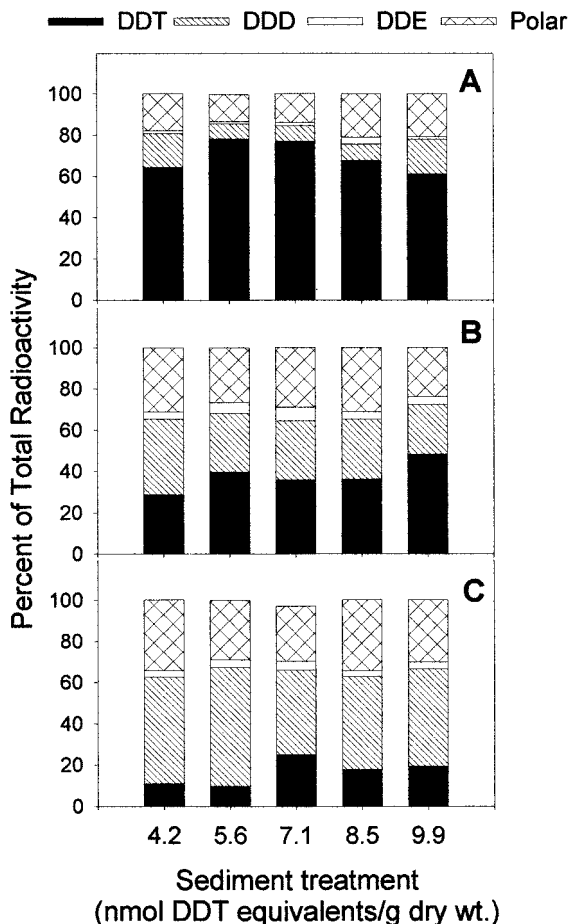 DDT DDD DDE Polar
A
100
80
60
40
20
0
B
100
80
60
40
20
0
C
100
80
60
40
20
0
Percent of Total Radioactivity
4.2 5.6 7.1 8.5 9.9
Sediment treatment
(nmol DDT equivalents/g dry wt.)